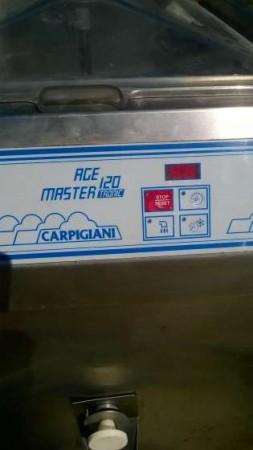 AGE
MASTER 120
TRONIC
STOP
RESET
CARPIGIANI